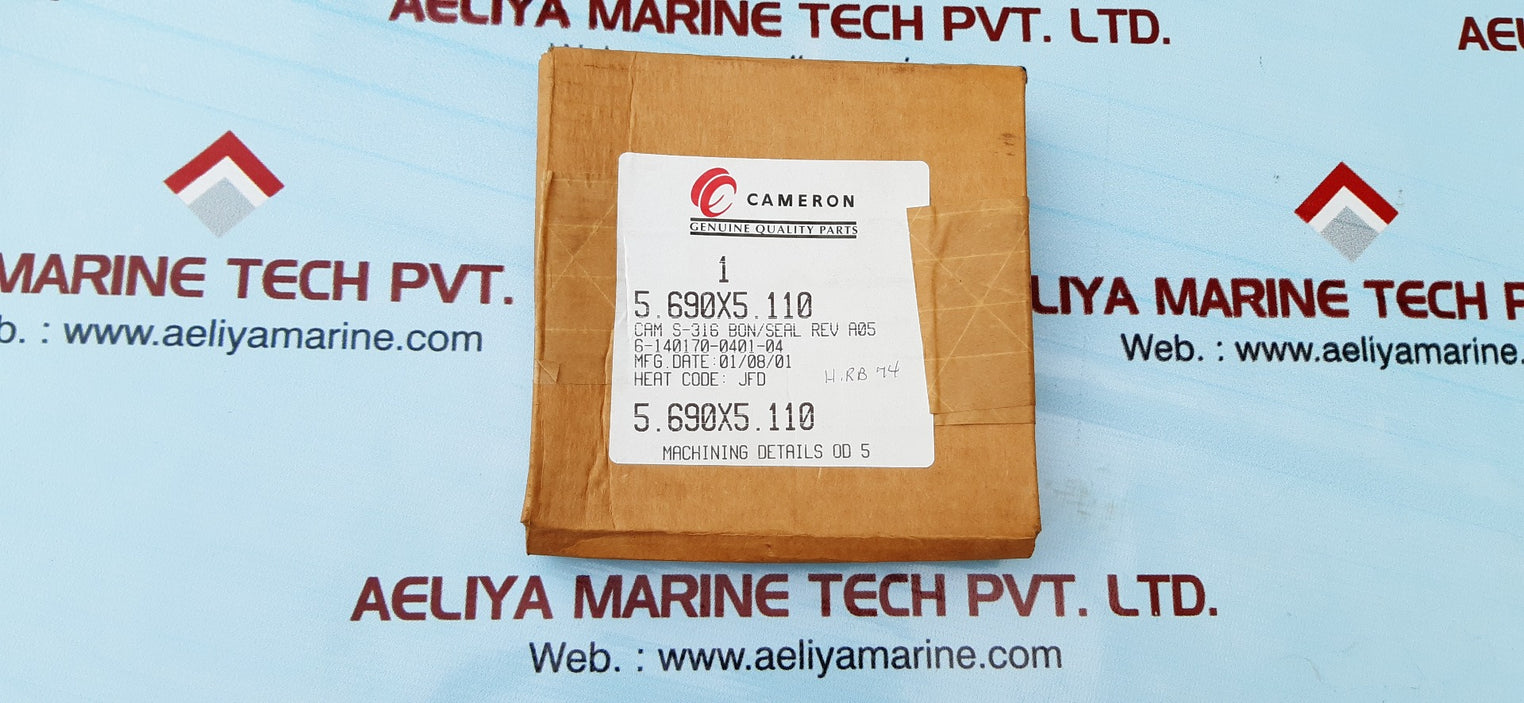 AELIYA MARINE TECH PVT. LTD.
AELI
CAMERON
GENUINE QUALITY PARTS
1
5.690X5.110
CAM S-316 BON/SEAL REV A05
6-140170-0401-04
MFG.DATE:01/08/01
HEAT CODE: JFD
H.RB 74
5.690X5.110
MACHINING DETAILS OD 5
MARINE TECH PVT.
b. : www.aeliyamarine.com
LIYA MARINE TECH P
Web. : www.aeliyamarine.
AELIYA MARINE TECH PVT. LTD.
Web. : www.aeliyamarine.com